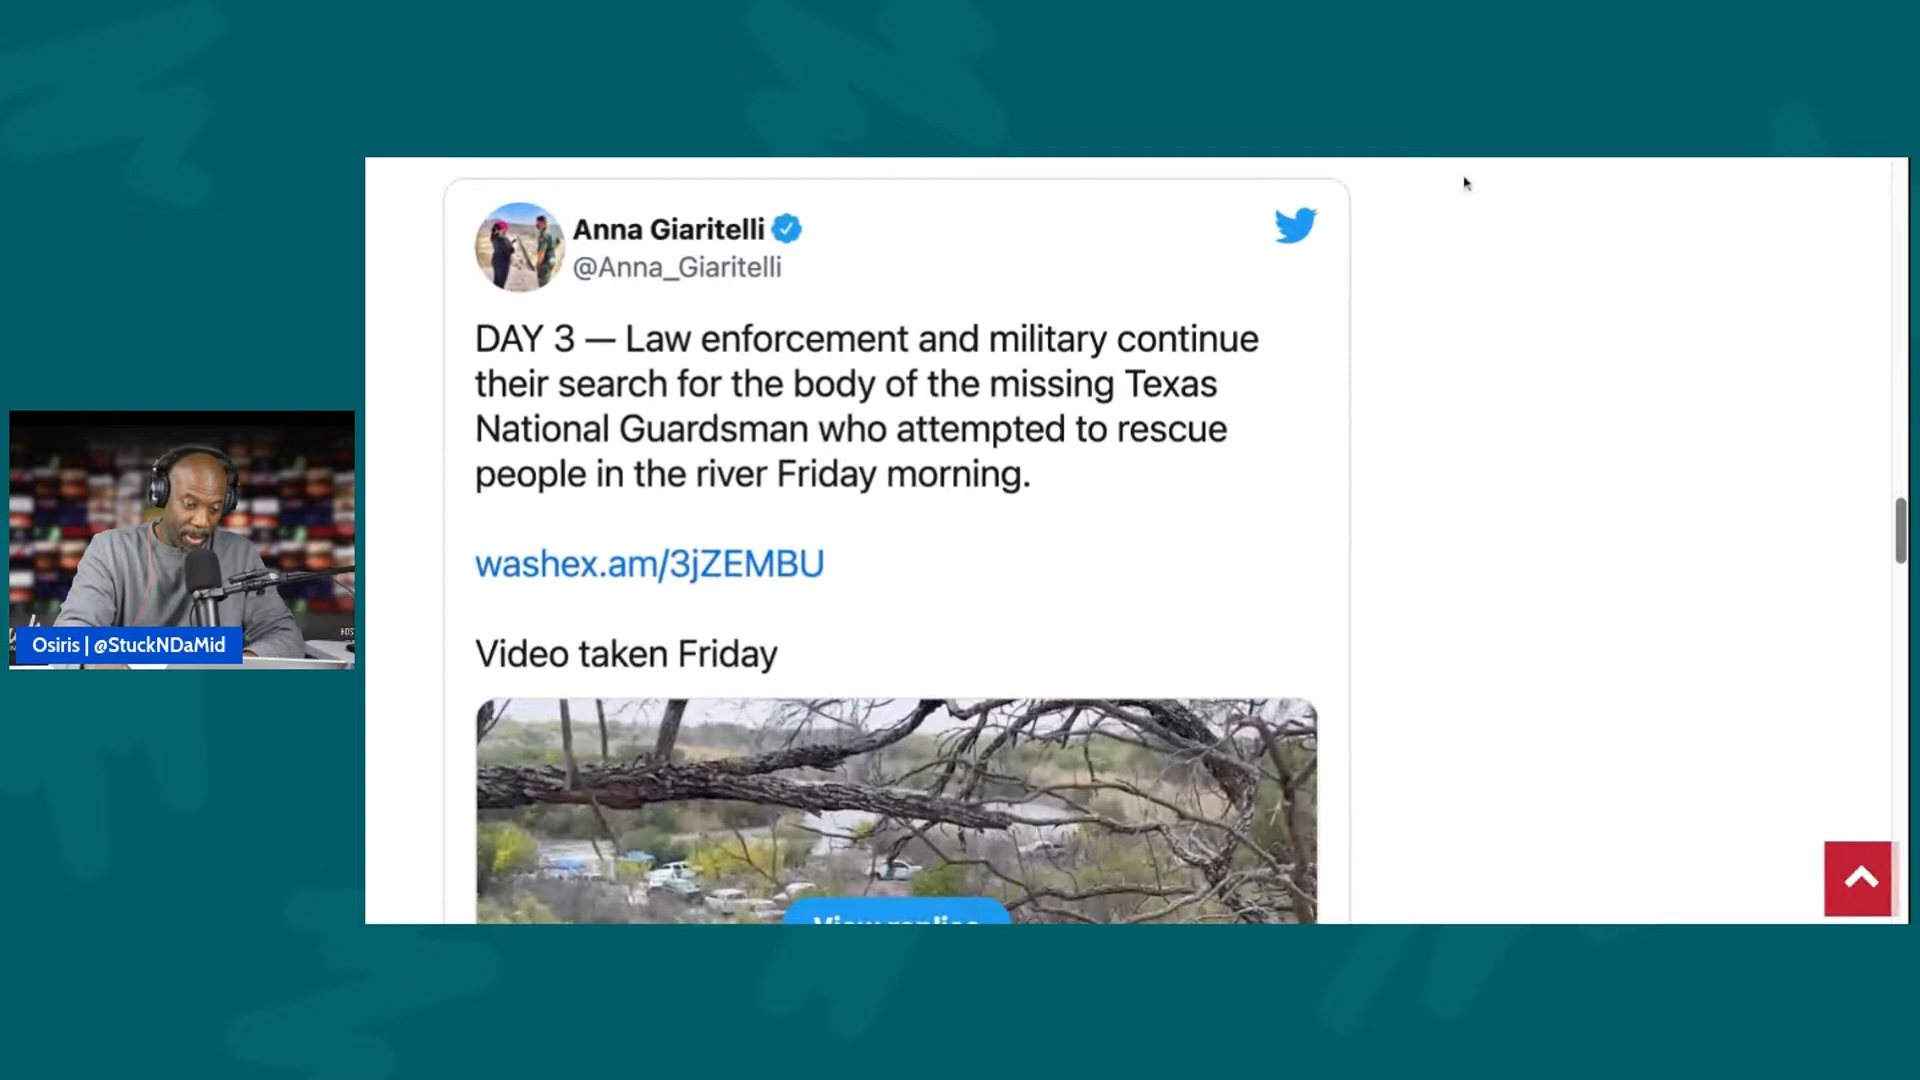 Anna Giaritelli
@Anna_Giaritelli
DAY 3 — Law enforcement and military continue
their search for the body of the missing Texas
National Guardsman who attempted to rescue
people in the river Friday morning.
washex.am/3jZEMBU
Video taken Friday
View replies
Osiris | @StuckNDaMid